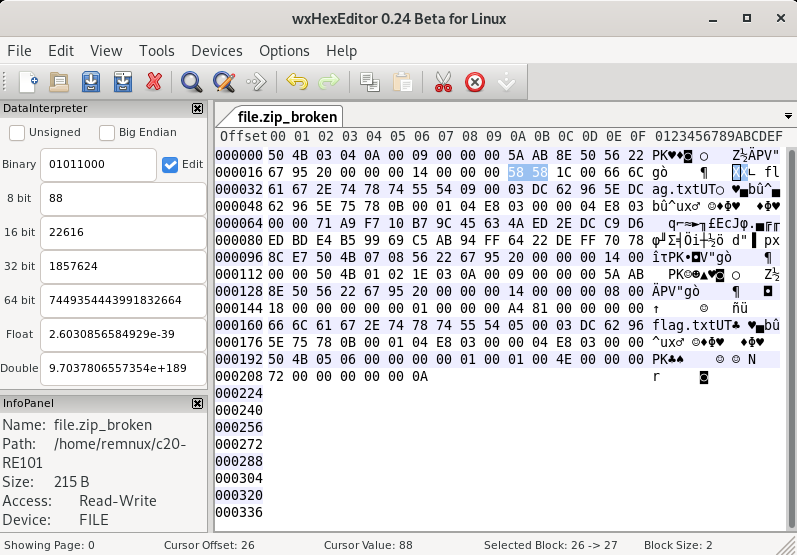 wxHexEditor 0.24 Beta for Linux
File Edit View Tools Devices Options Help
DataInterpreter
Unsigned Big Endian
Binary 01011000 Edit
8 bit 88
16 bit 22616
32 bit 1857624
64 bit 7449354443991832664
Float 2.6030856584929e-39
Double 9.7037806557354e+189
InfoPanel
Name: file.zip_broken
Path: /home/remnux/c20-
RE101
Size: 215 B
Access: Read-Write
Device: FILE
file.zip_broken
Offset 00 01 02 03 04 05 06 07 08 09 0A 0B 0C 0D 0E 0F 0123456789ABCDEF
000000 50 4B 03 04 0A 00 09 00 00 00 5A AB 8E 50 56 22 PK♥♦◙ ○   Z½ÄPV"
000016 67 95 20 00 00 00 14 00 00 00 58 58 1C 00 66 6C gò    ¶   XX∟ fl
000032 61 67 2E 74 78 74 55 54 09 00 03 DC 62 96 5E DC ag.txtUT○ ♥▄bû^▄
000048 62 96 5E 75 78 0B 00 01 04 E8 03 00 00 04 E8 03 bû^ux♂ ☺♦Φ♥  ♦Φ♥
000064 00 00 71 A9 F7 10 B7 9C 45 63 4A ED 2E DC C9 D6   q⌐≈►╖£EcJφ.▄╔╓
000080 ED BD E4 B5 99 69 C5 AB 94 FF 64 22 DE FF 70 78 φ╜Σ╡Öi┼½ö d"▐ px
000096 8C E7 50 4B 07 08 56 22 67 95 20 00 00 00 14 00 îτPK•◘V"gò    ¶
000112 00 00 50 4B 01 02 1E 03 0A 00 09 00 00 00 5A AB   PK☺☻▲♥◙ ○   Z½
000128 8E 50 56 22 67 95 20 00 00 00 14 00 00 00 08 00 ÄPV"gò    ¶   ◘
000144 18 00 00 00 00 00 01 00 00 00 A4 81 00 00 00 00 ↑     ☺   ñü
000160 66 6C 61 67 2E 74 78 74 55 54 05 00 03 DC 62 96 flag.txtUT♣ ♥▄bû
000176 5E 75 78 0B 00 01 04 E8 03 00 00 04 E8 03 00 00 ^ux♂ ☺♦Φ♥  ♦Φ♥
000192 50 4B 05 06 00 00 00 00 01 00 01 00 4E 00 00 00 PK♣♠    ☺ ☺ N
000208 72 00 00 00 00 00 0A r     ◙
000224
000240
000256
000272
000288
000304
000320
000336
Showing Page: 0 Cursor Offset: 26 Cursor Value: 88 Selected Block: 26 -> 27 Block Size: 2